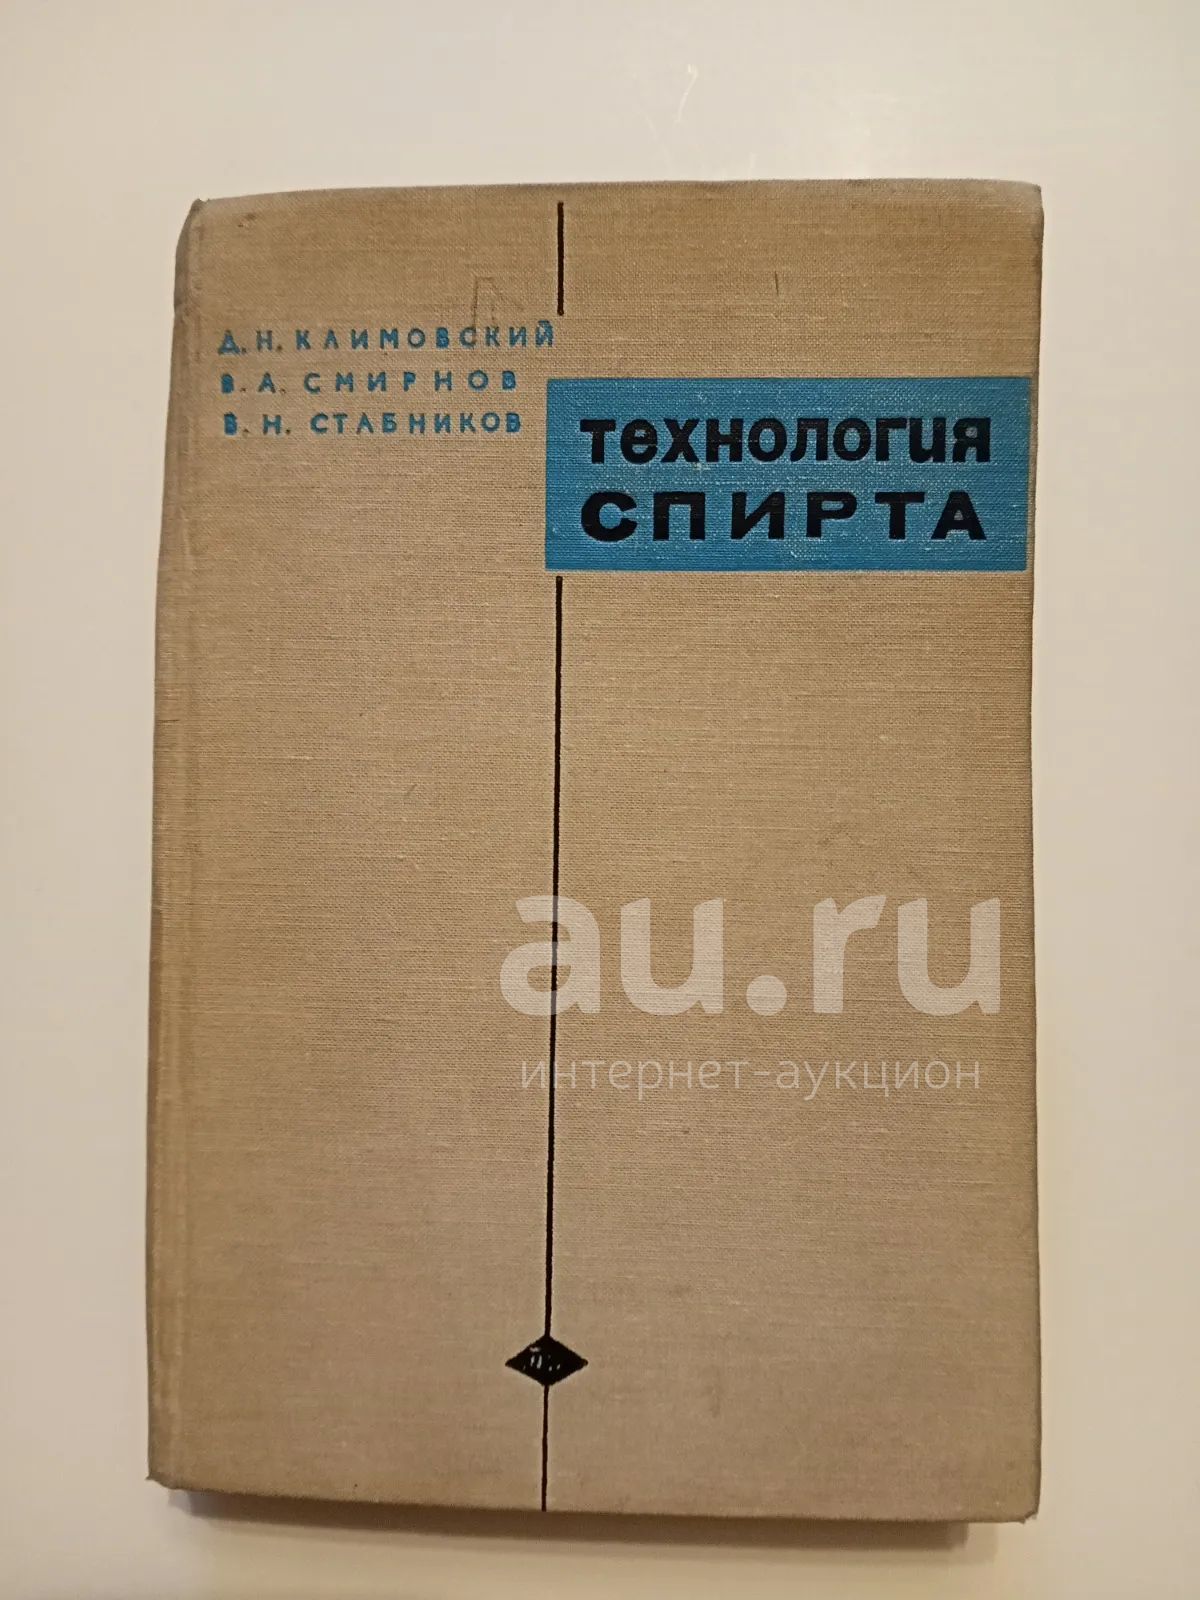 Д. Н. КЛИМОВСКИЙ
В. А. СМИРНОВ
В. Н. СТАБНИКОВ
ТЕХНОЛОГИЯ
СПИРТА
au.ru
интернет-аукцион